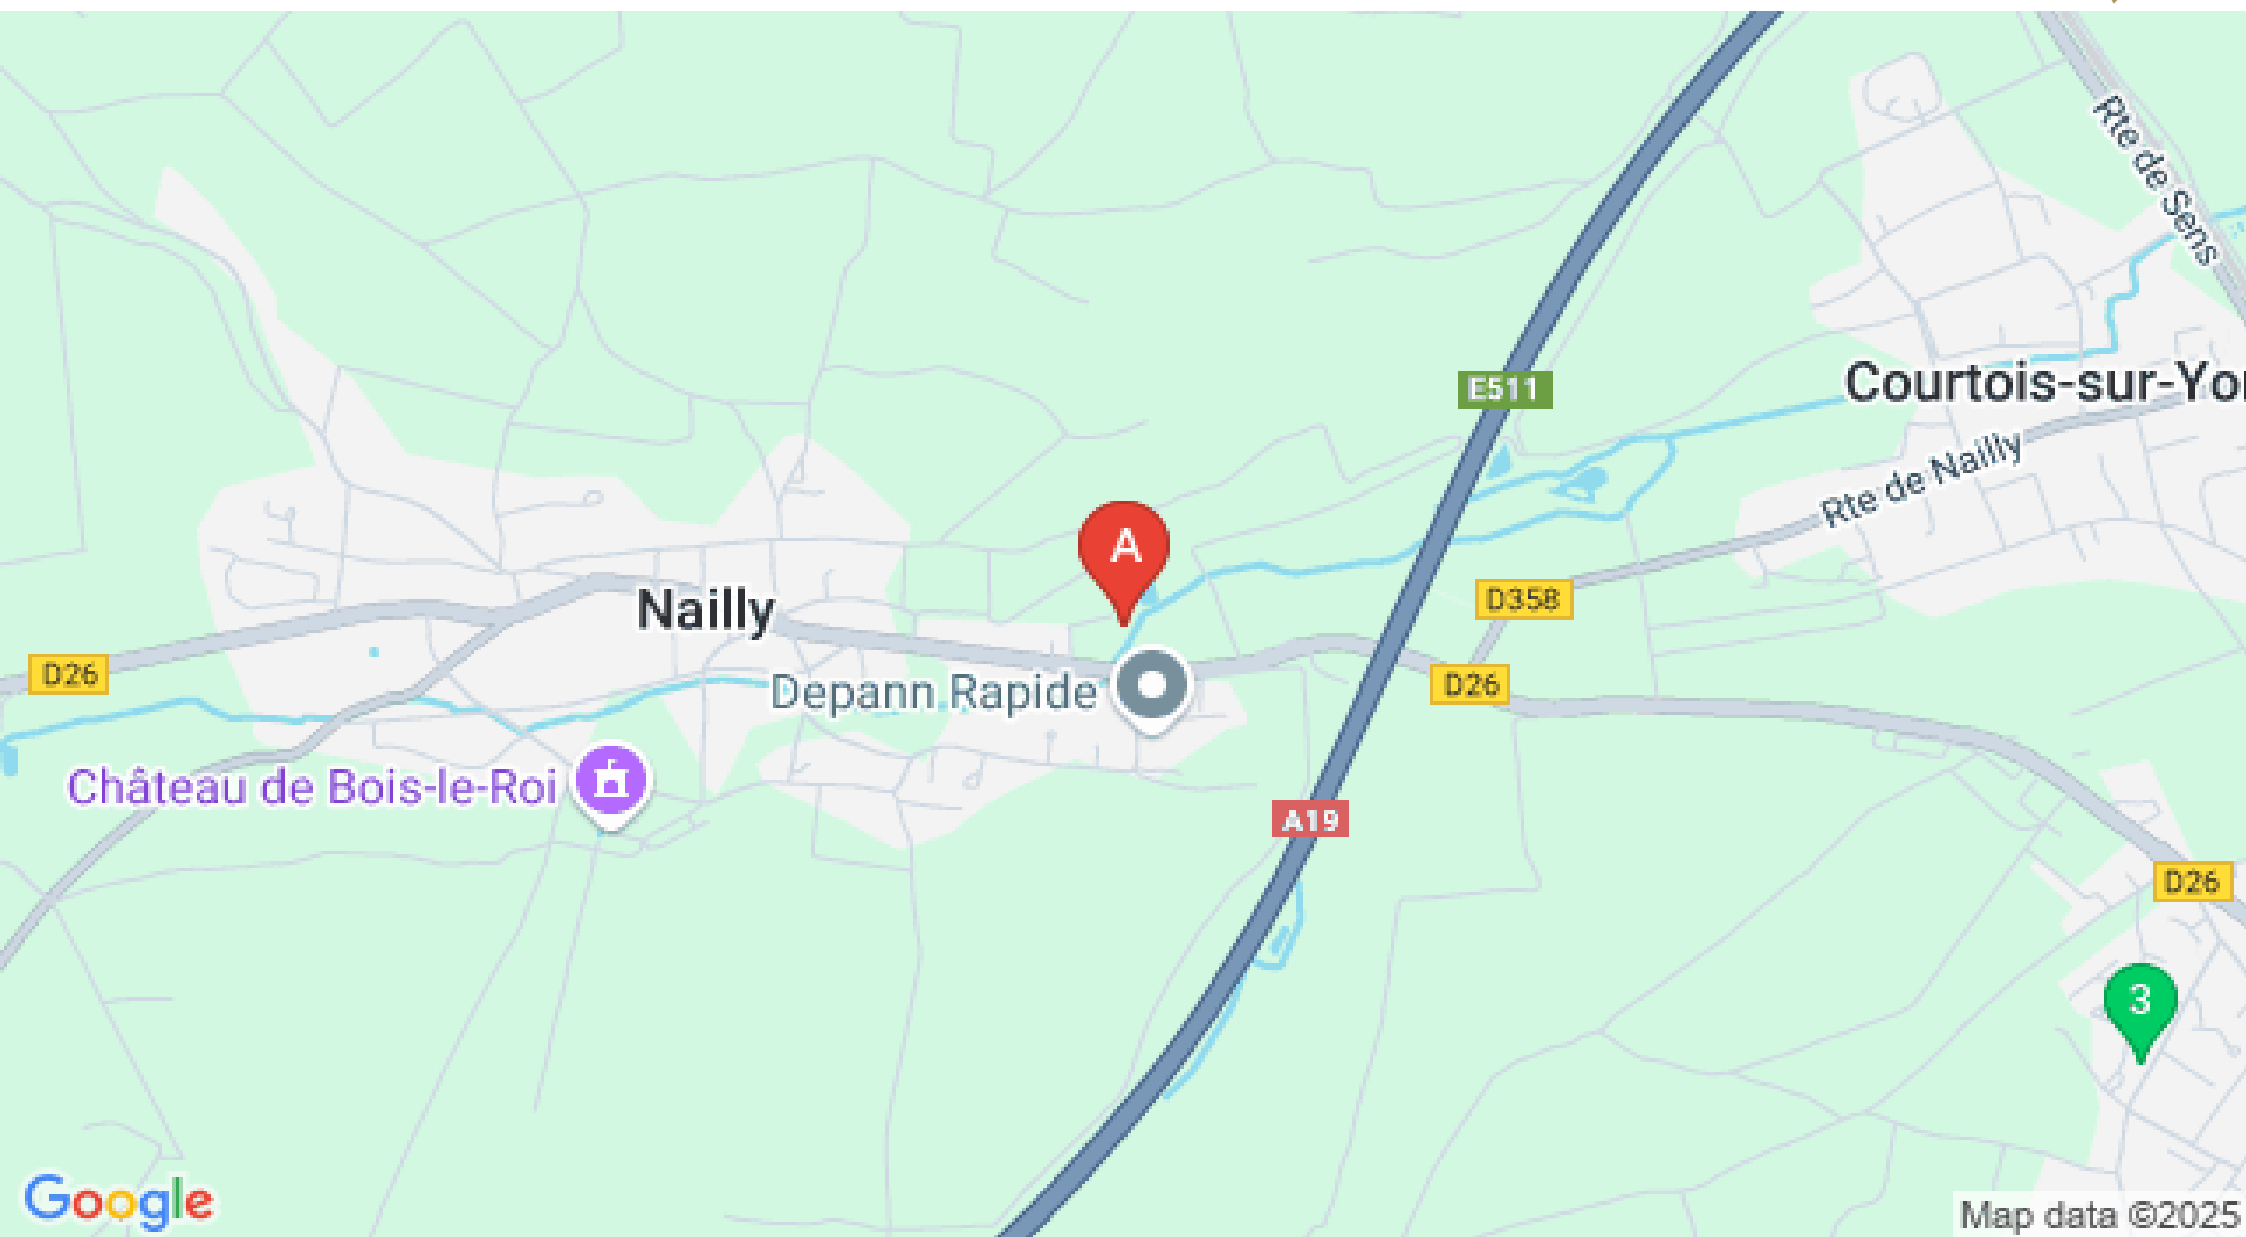 Rte de Sens
E511
Courtois-sur-Yo
Rte de Nailly
A
D358
Nailly
D26
D26
Depann Rapide
Château de Bois-le-Roi
A19
D26
3
Google
Map data ©2025